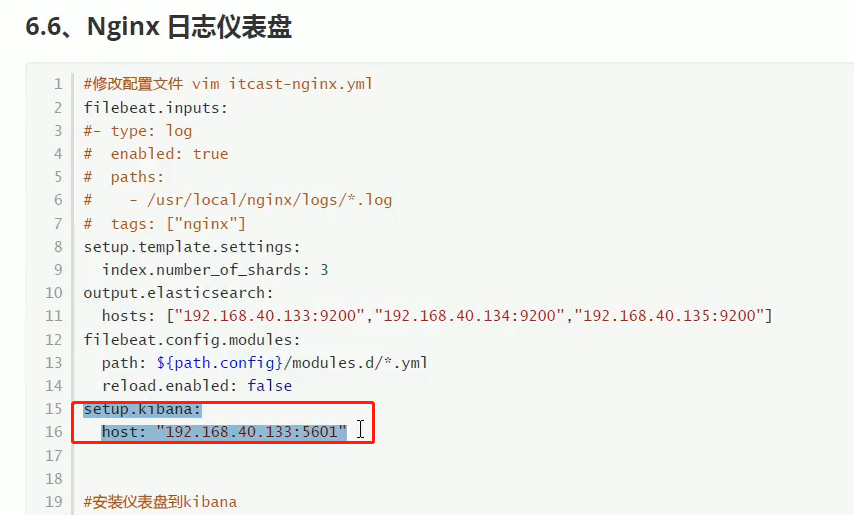 6.6、Nginx 日志仪表盘
1 #修改配置文件 vim itcast-nginx.yml
2 filebeat.inputs:
3 #- type: log
4 #  enabled: true
5 #  paths:
6 #    - /usr/local/nginx/logs/*.log
7 #  tags: ["nginx"]
8 setup.template.settings:
9   index.number_of_shards: 3
10 output.elasticsearch:
11   hosts: ["192.168.40.133:9200","192.168.40.134:9200","192.168.40.135:9200"]
12 filebeat.config.modules:
13   path: ${path.config}/modules.d/*.yml
14   reload.enabled: false
15 setup.kibana:
16   host: "192.168.40.133:5601"
17
18
19 #安装仪表盘到kibana